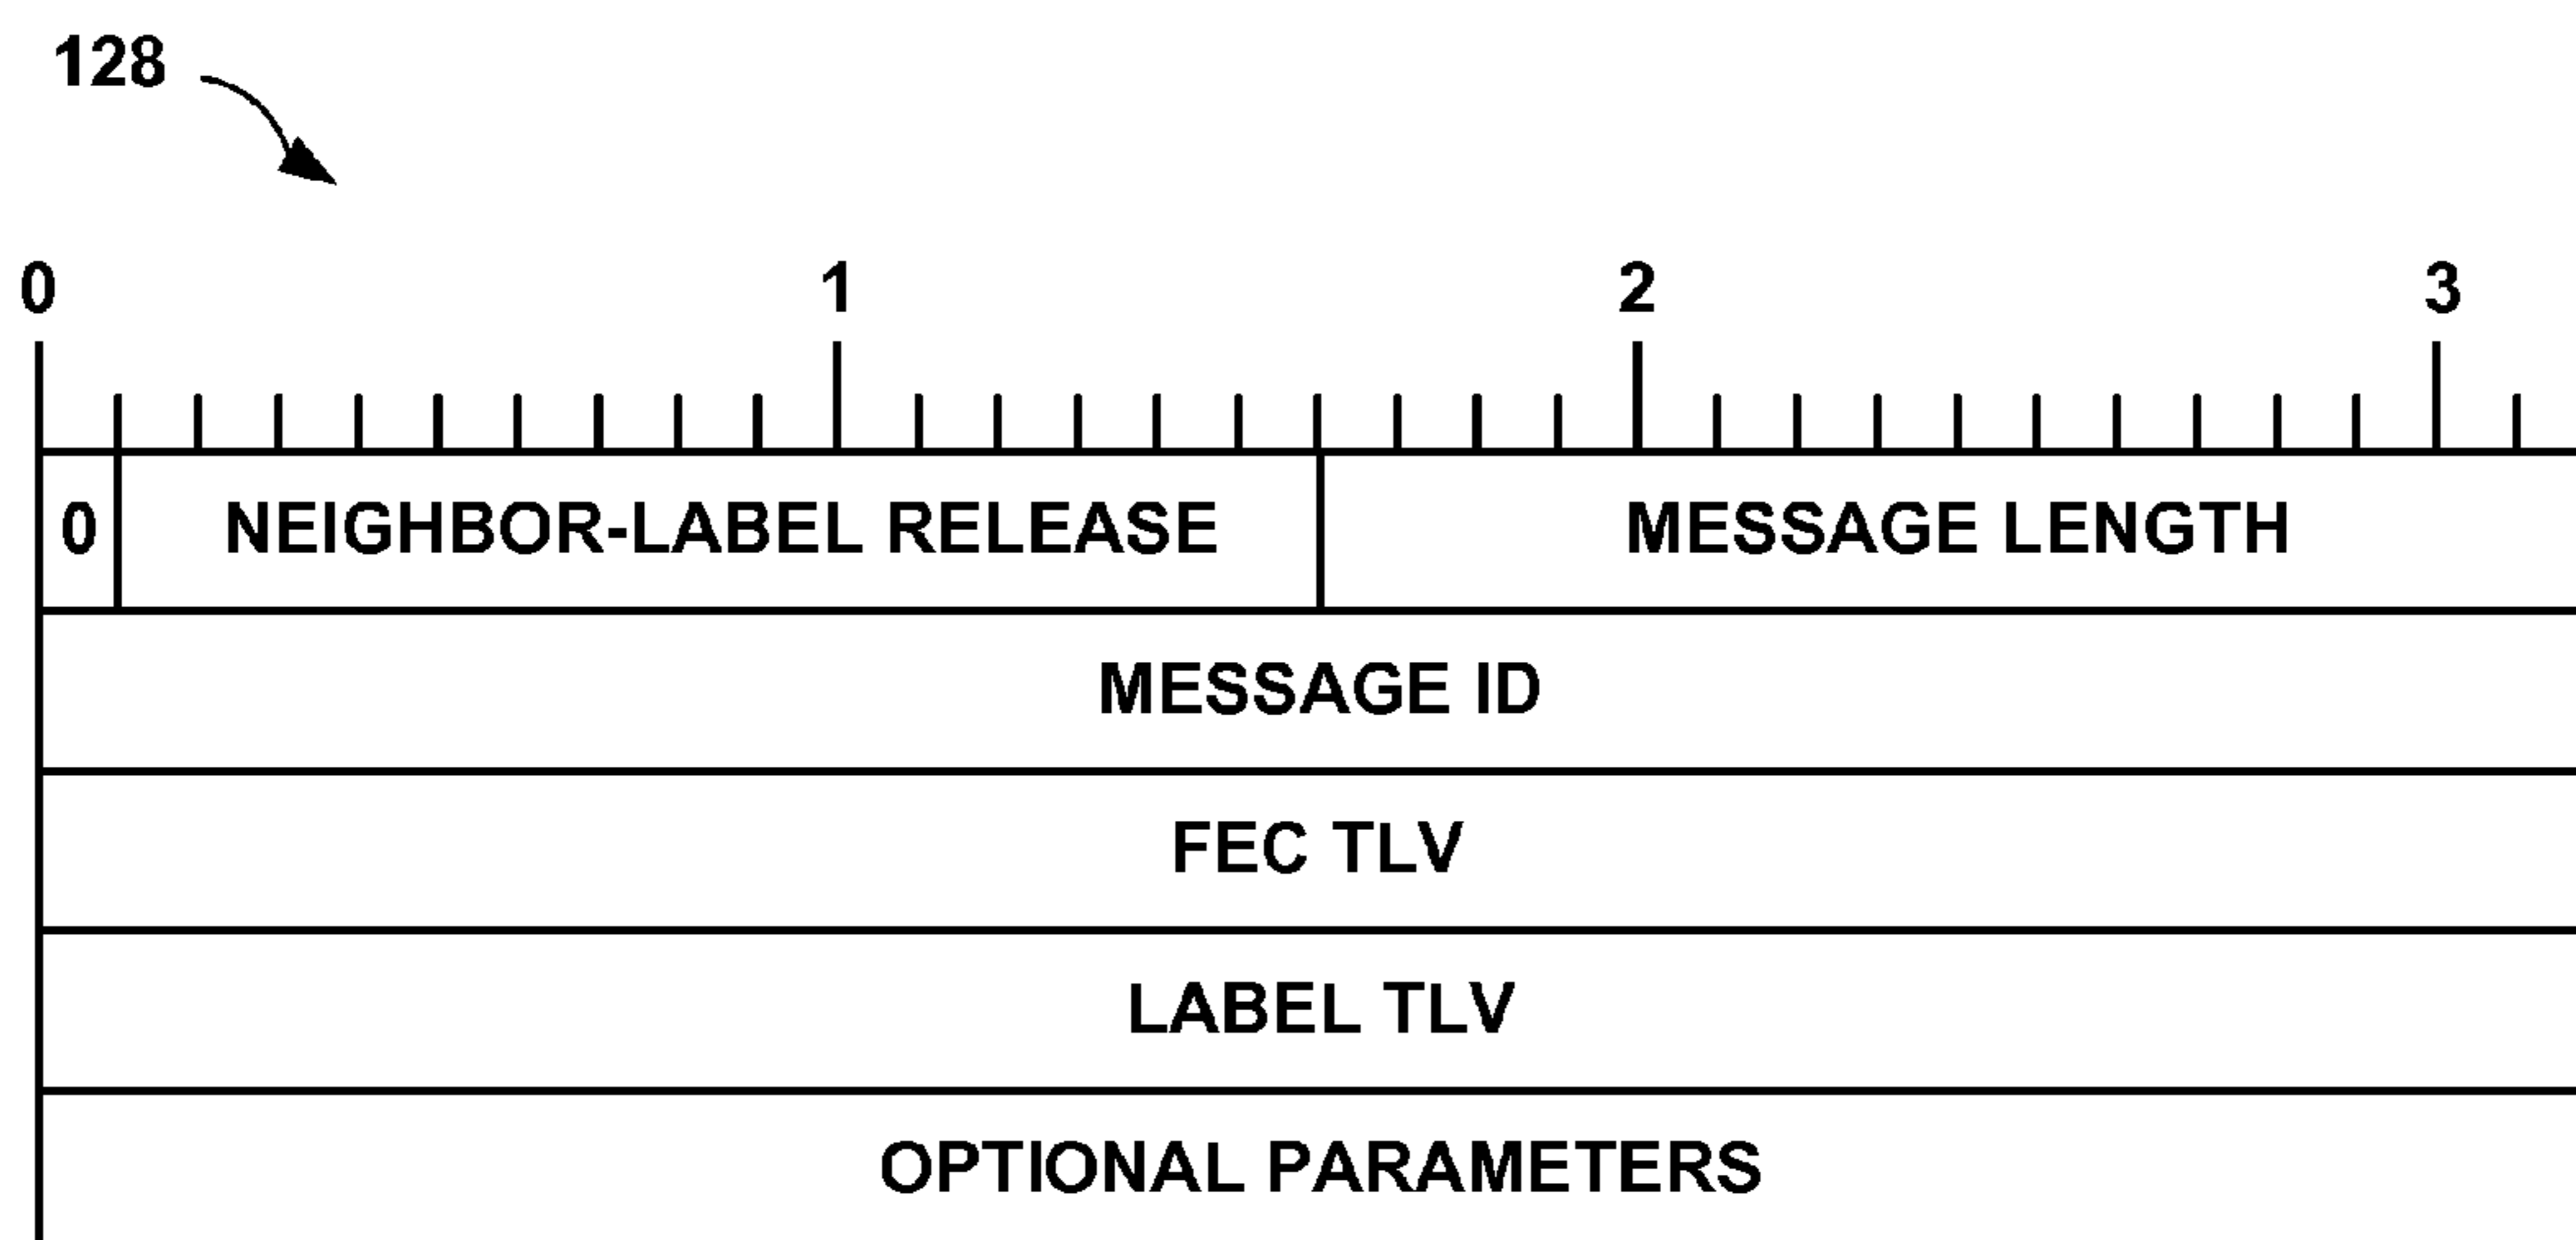 128
0 1 2 3
0 NEIGHBOR-LABEL RELEASE MESSAGE LENGTH
MESSAGE ID
FEC TLV
LABEL TLV
OPTIONAL PARAMETERS